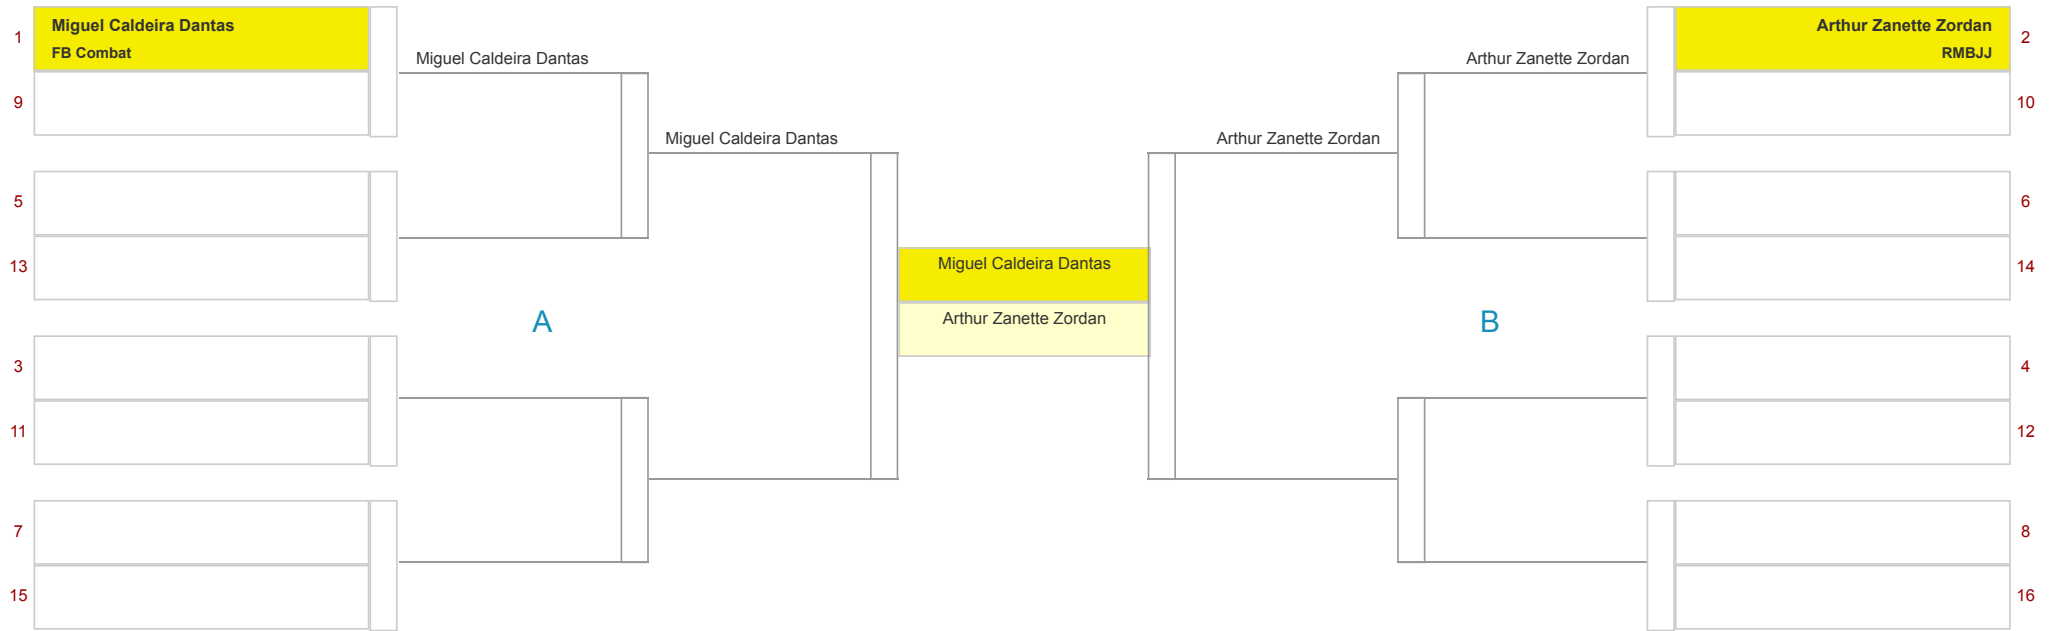 1
Miguel Caldeira Dantas
FB Combat
9
5
13
3
11
7
15
Miguel Caldeira Dantas
Miguel Caldeira Dantas
A
Miguel Caldeira Dantas
Arthur Zanette Zordan
Arthur Zanette Zordan
Arthur Zanette Zordan
B
Arthur Zanette Zordan
RMBJJ
2
10
6
14
4
12
8
16